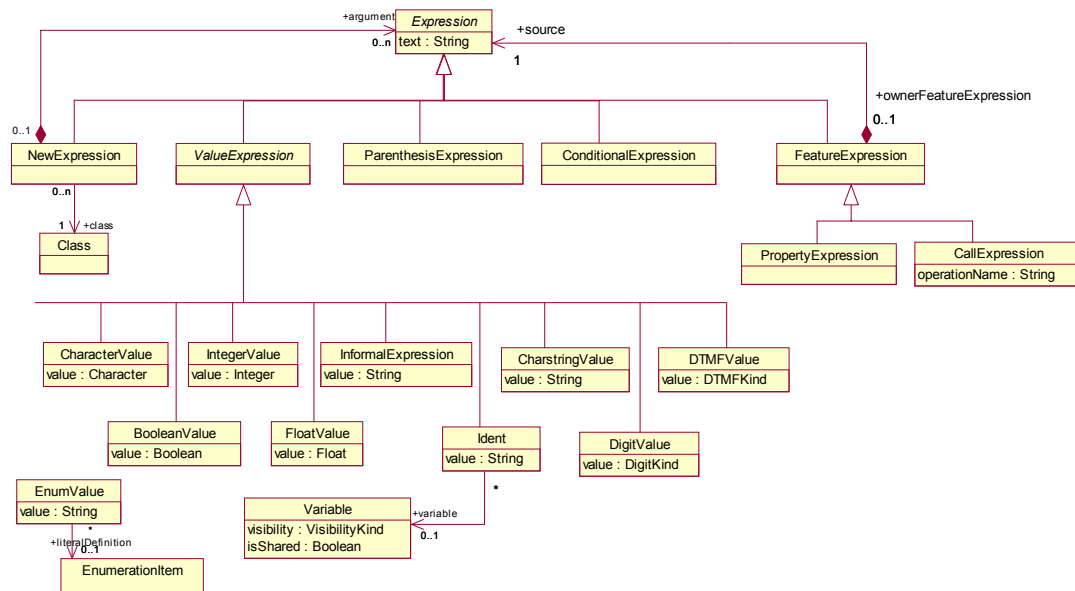 Expression
+argument
+source
0..n
text : String
1
+ownerFeatureExpression
0..1
0..1
NewExpression
ValueExpression
ParenthesisExpression
ConditionalExpression
FeatureExpression
0..n
1
+class
Class
PropertyExpression
CallExpression
operationName : String
CharacterValue
value : Character
IntegerValue
value : Integer
InformalExpression
value : String
CharstringValue
value : String
DTMFValue
value : DTMFKind
BooleanValue
value : Boolean
FloatValue
value : Float
Ident
value : String
DigitValue
value : DigitKind
EnumValue
value : String
*
+literalDefinition
0..1
EnumerationItem
*
Variable
visibility : VisibilityKind
isShared : Boolean
+variable
0..1